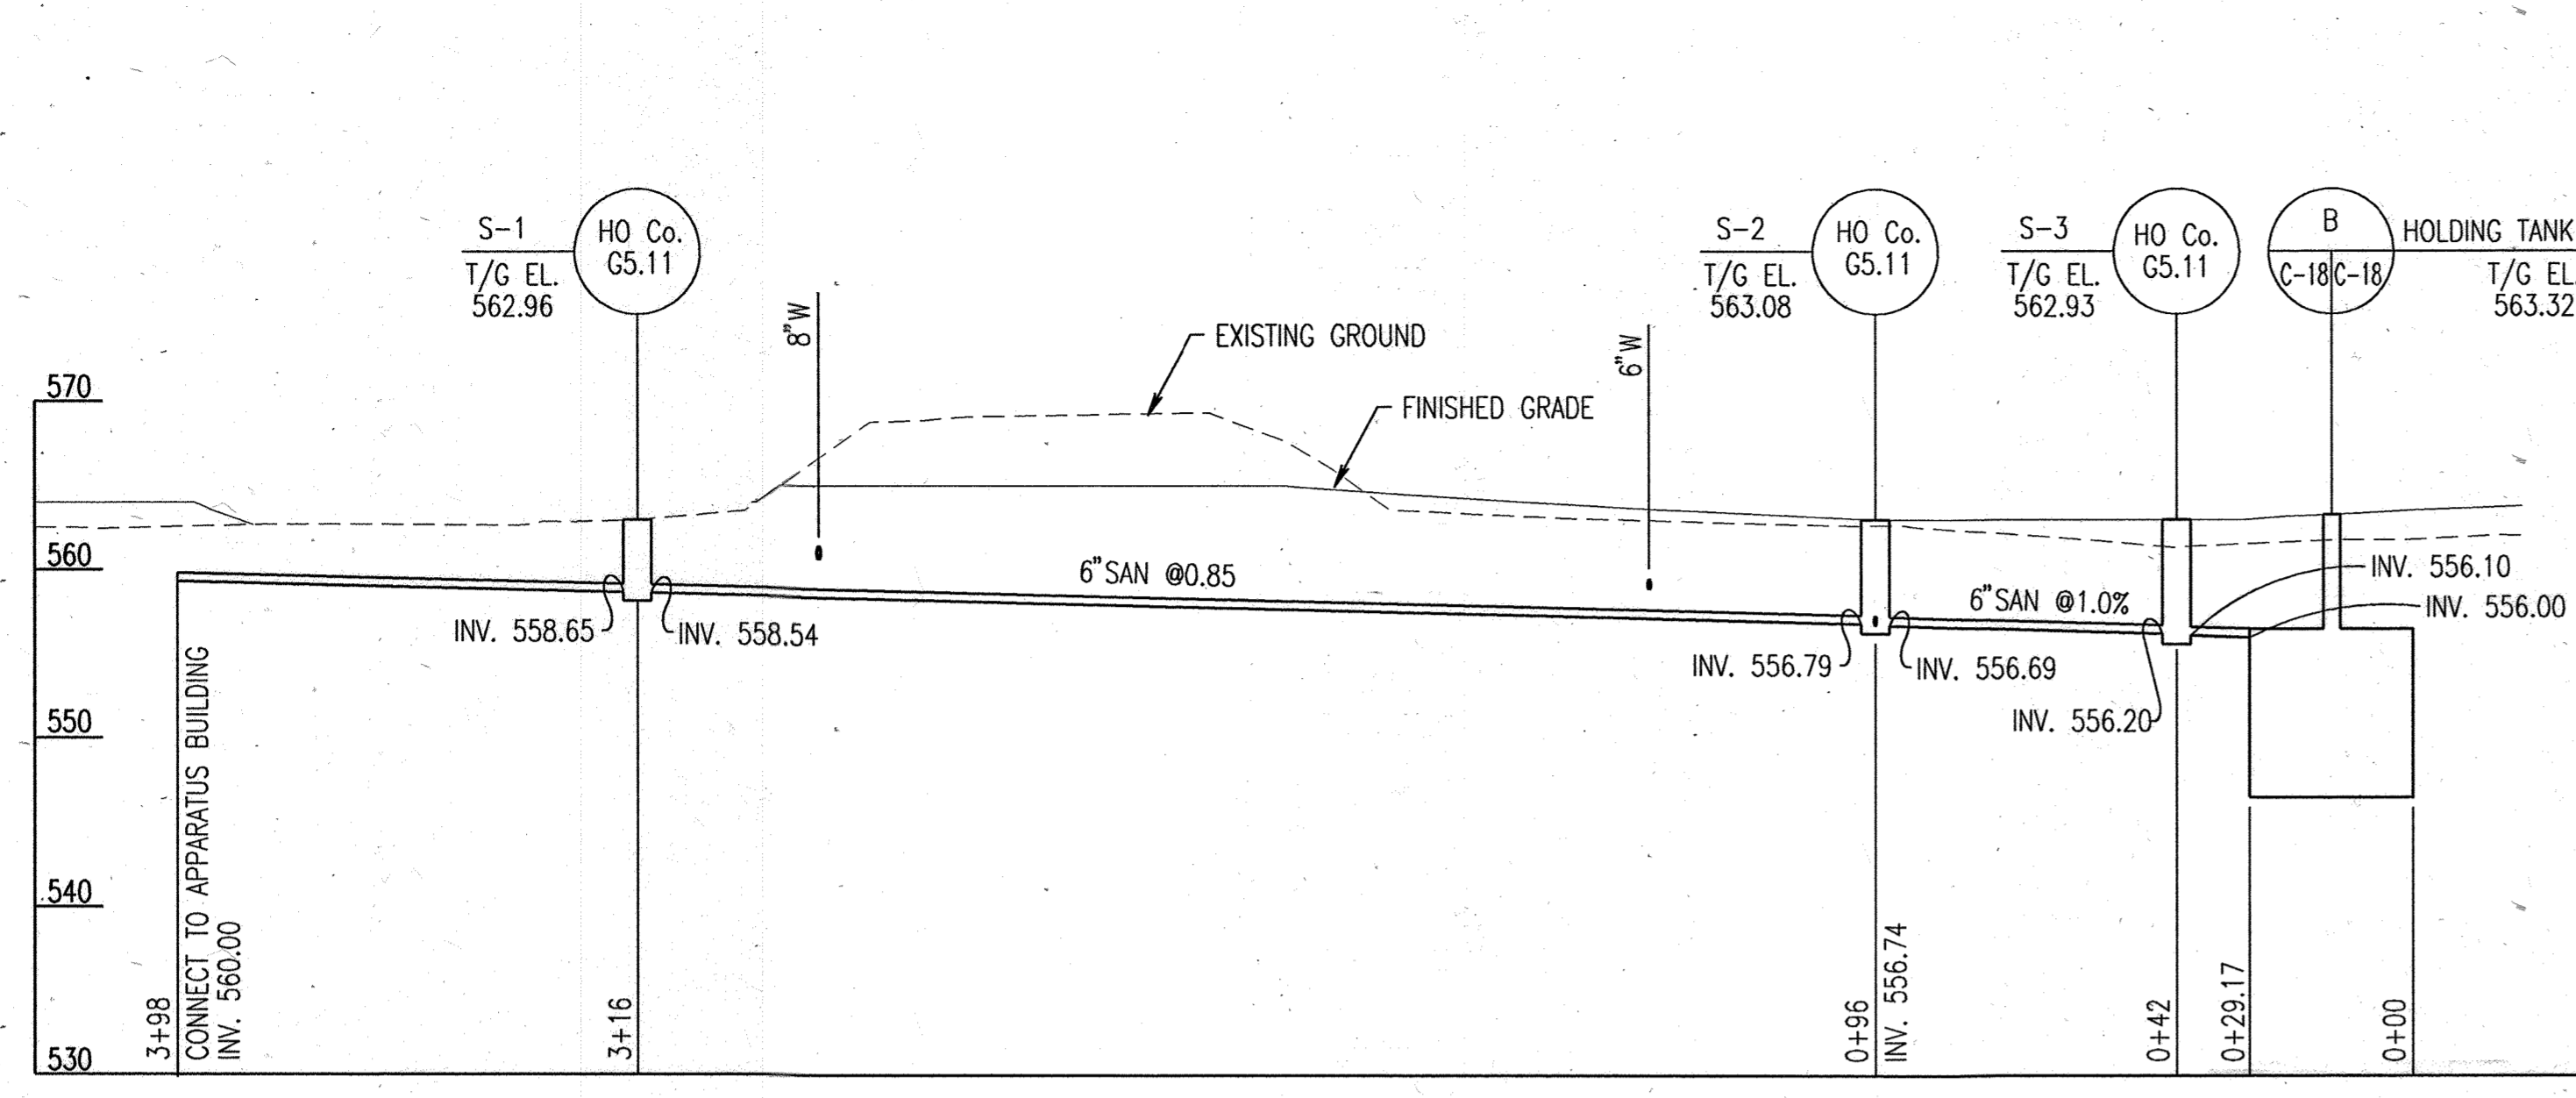 S-1
T/G EL.
562.96
HO Co.
G5.11
S-2
T/G EL.
563.08
HO Co.
G5.11
S-3
T/G EL.
562.93
HO Co.
G5.11
B
C-18
C-18
HOLDING TANK
T/G EL.
563.32
8"W
6"W
EXISTING GROUND
FINISHED GRADE
570
560
550
540
530
6"SAN @0.85
6"SAN @1.0%
INV. 558.65
INV. 558.54
INV. 556.79
INV. 556.69
INV. 556.20
INV. 556.10
INV. 556.00
3+98
CONNECT TO APPARATUS BUILDING
INV. 560.00
3+16
0+96
INV. 556.74
0+42
0+29.17
0+00